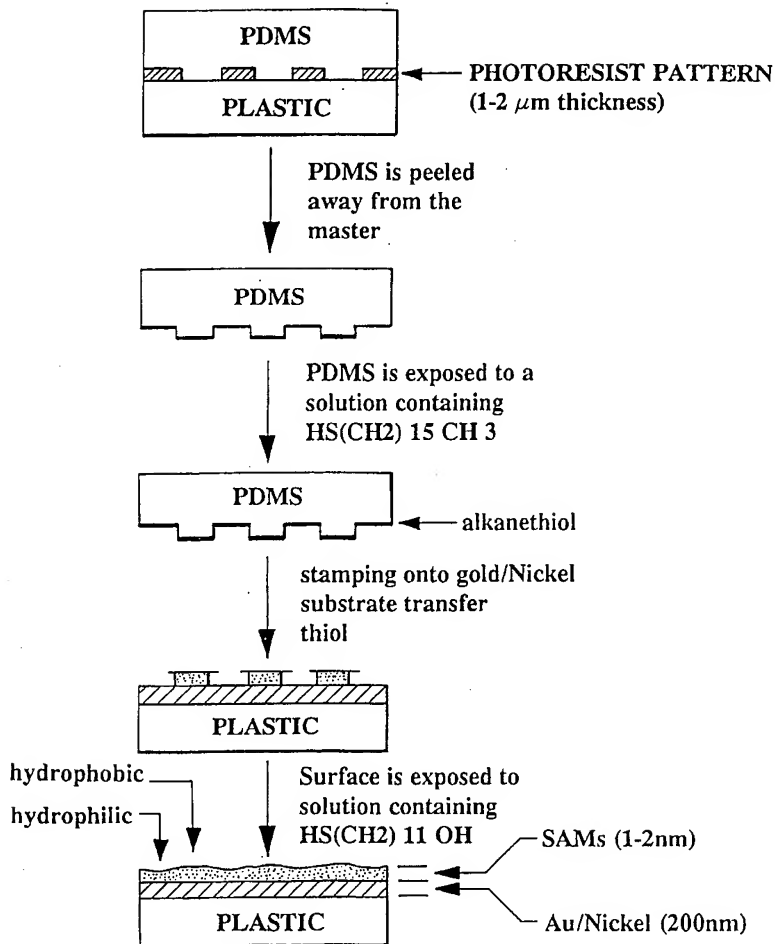 PDMS
PHOTORESIST PATTERN
(1-2 μm thickness)
PLASTIC
PDMS is peeled
away from the
master
PDMS
PDMS is exposed to a
solution containing
HS(CH2) 15 CH 3
PDMS
alkanethiol
stamping onto gold/Nickel
substrate transfer
thiol
PLASTIC
hydrophobic
hydrophilic
Surface is exposed to
solution containing
HS(CH2) 11 OH
SAMs (1-2nm)
PLASTIC
Au/Nickel (200nm)